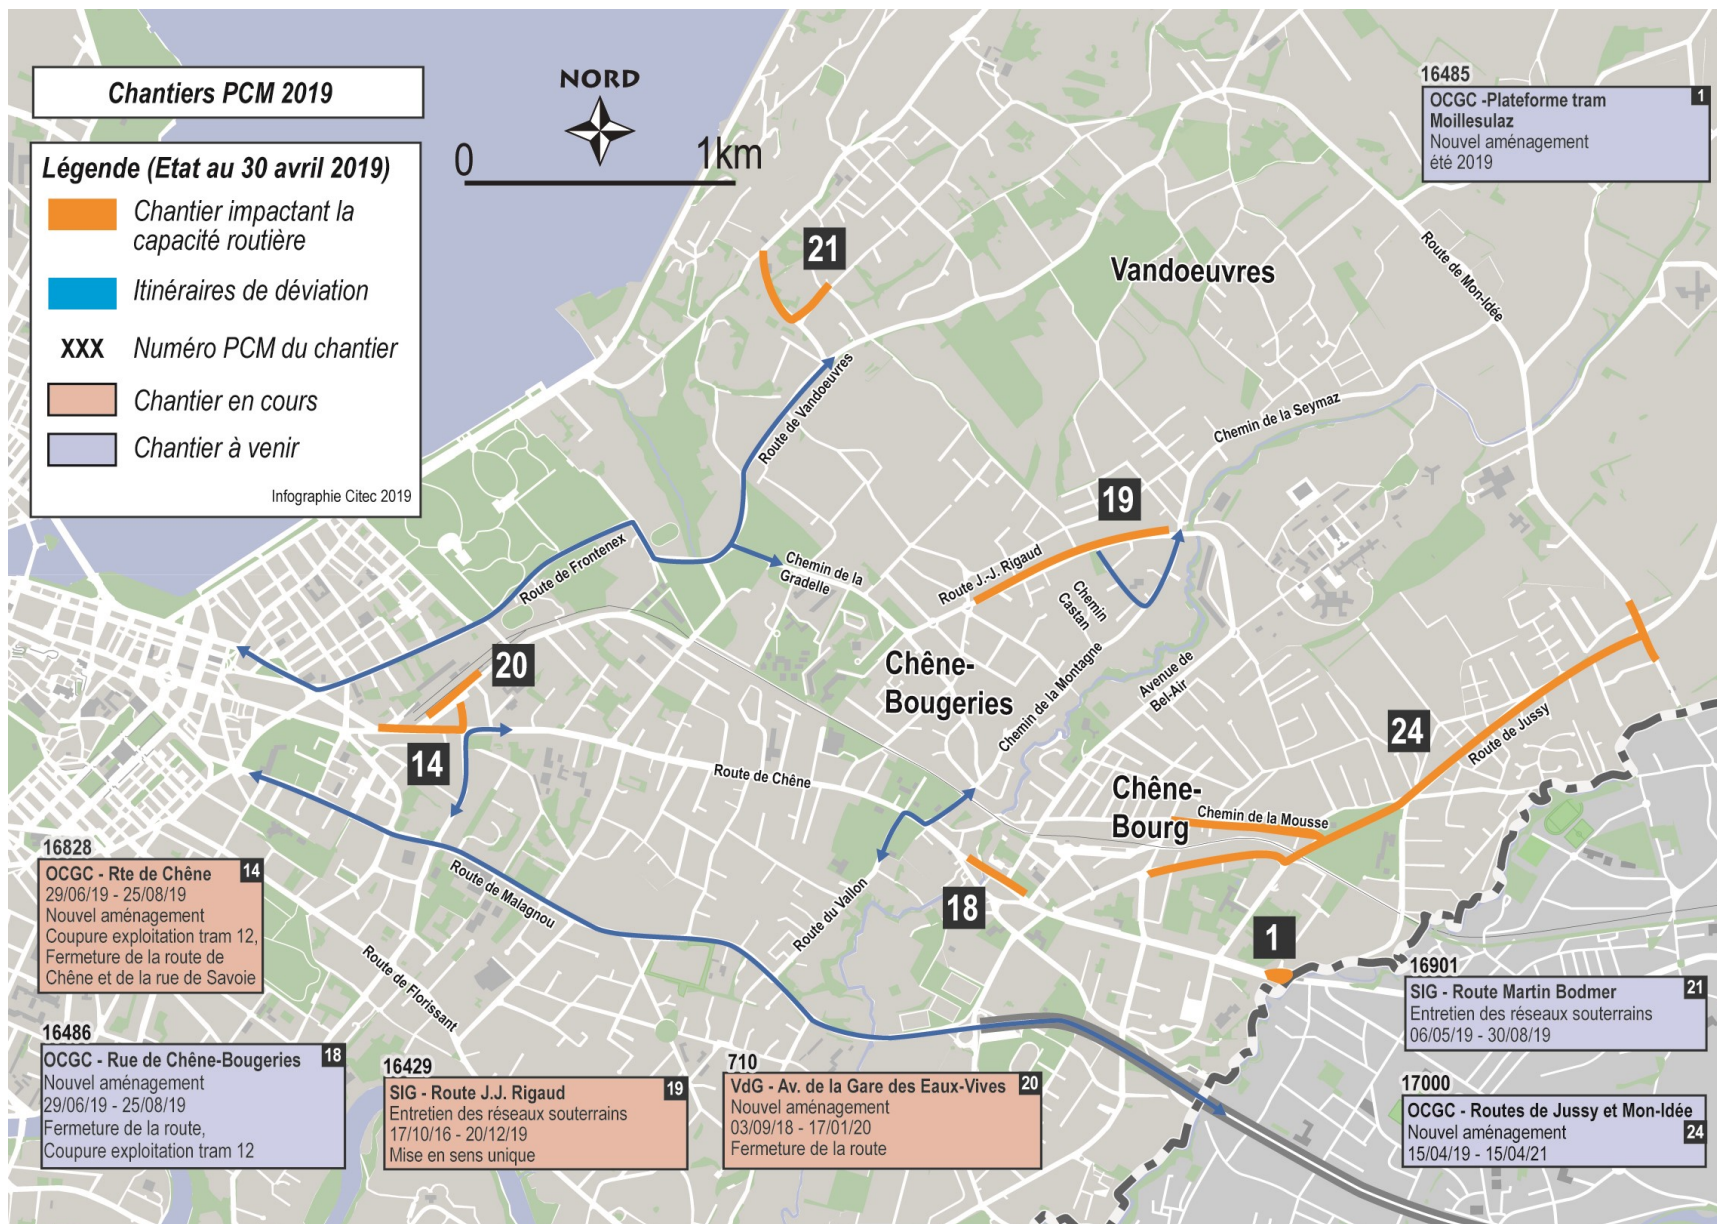 Chantiers PCM 2019
NORD
0
1km
Légende (Etat au 30 avril 2019)
Chantier impactant la
capacité routière
Itinéraires de déviation
XXX
Numéro PCM du chantier
Chantier en cours
Chantier à venir
Infographie Citec 2019
16485
OCGC -Plateforme tram
Moillesulaz
1
Nouvel aménagement
été 2019
21
Vandoeuvres
Route de Mon-Idée
Route de Vandoeuvres
Chemin de la Seymaz
19
Route de Frontenex
Chemin de la
Gradelle
Route J.-J. Rigaud
Chemin
Castan
20
Chêne-
Bougeries
Chemin de la Montagne
Avenue de
Bel-Air
24
Route de Jussy
14
Route de Chêne
Chêne-
Bourg
Chemin de la Mousse
Route de Malagnou
Route du Vallon
18
1
Route de Florissant
16828
OCGC - Rte de Chêne
14
29/06/19 - 25/08/19
Nouvel aménagement
Coupure exploitation tram 12,
Fermeture de la route de
Chêne et de la rue de Savoie
16486
OCGC - Rue de Chêne-Bougeries
18
Nouvel aménagement
29/06/19 - 25/08/19
Fermeture de la route,
Coupure exploitation tram 12
16429
SIG - Route J.J. Rigaud
19
Entretien des réseaux souterrains
17/10/16 - 20/12/19
Mise en sens unique
710
VdG - Av. de la Gare des Eaux-Vives
20
Nouvel aménagement
03/09/18 - 17/01/20
Fermeture de la route
16901
SIG - Route Martin Bodmer
21
Entretien des réseaux souterrains
06/05/19 - 30/08/19
17000
OCGC - Routes de Jussy et Mon-Idée
Nouvel aménagement
24
15/04/19 - 15/04/21